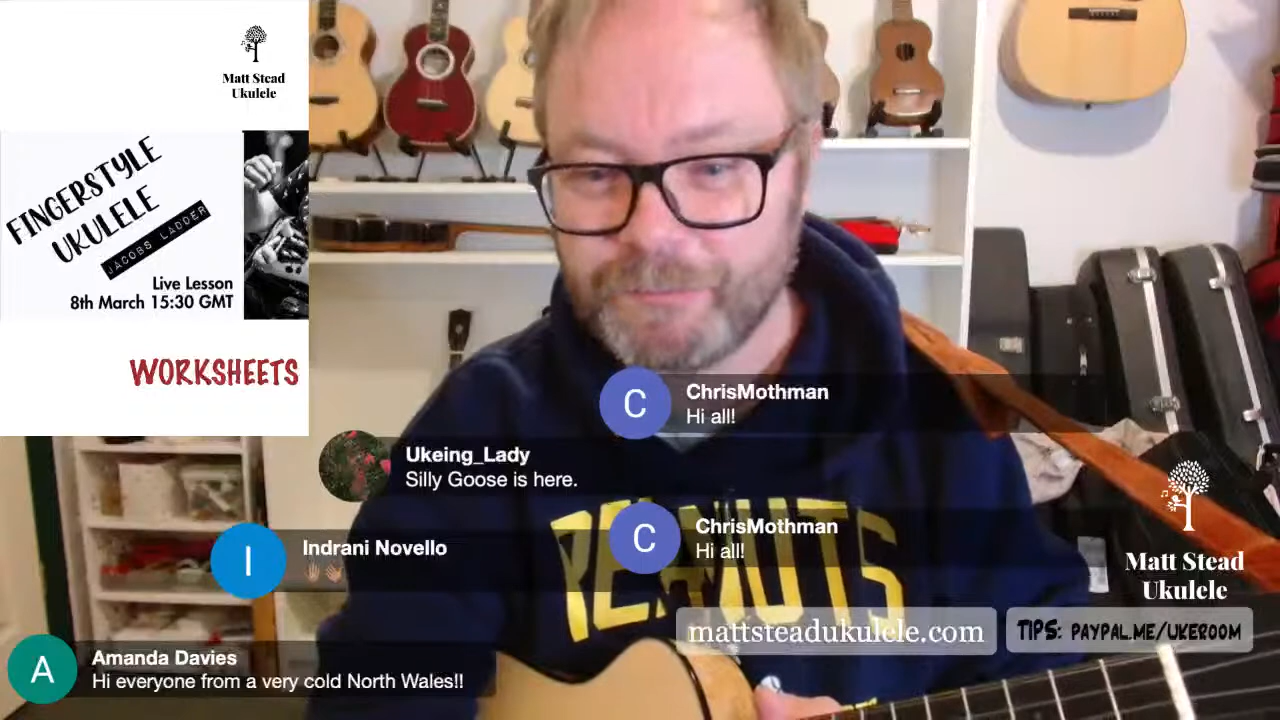 Matt Stead
Ukulele
FINGERSTYLE
UKULELE
JACOBS LADDER
Live Lesson
8th March 15:30 GMT
WORKSHEETS
ChrisMothman
Hi all!
Ukeing_Lady
Silly Goose is here.
ChrisMothman
Hi all!
Indrani Novello
Amanda Davies
Hi everyone from a very cold North Wales!!
C
C
I
A
PEANUTS
Matt Stead
Ukulele
mattsteadukulele.com
TIPS: PAYPAL.ME/UKEROOM